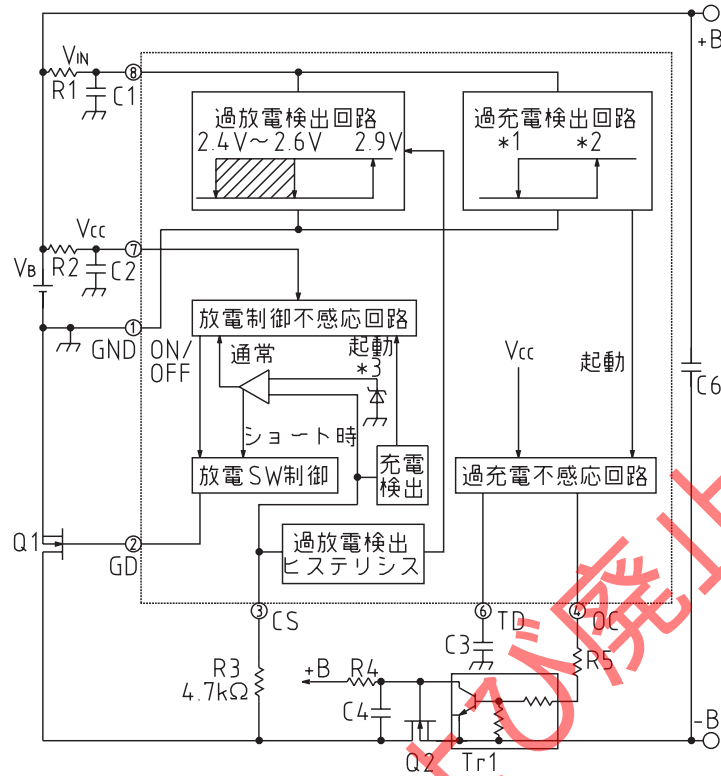 +B
VIN
R1
C1
⑧
過放電検出回路
2.4V～2.6V 2.9V
過充電検出回路
*1 *2
Vcc
R2
C2
⑦
VB
①
GND
ON/
OFF
放電制御不感応回路
通常
起動
*3
Vcc
起動
C6
ショート時
放電SW制御
充電
検出
過充電不感応回路
Q1
②
GD
過放電検出
ヒステリシス
③
CS
⑥
TD
④
OC
C3
R3
4.7kΩ
+B
R4
R5
C4
Q2
Tr1
-B
び廃止